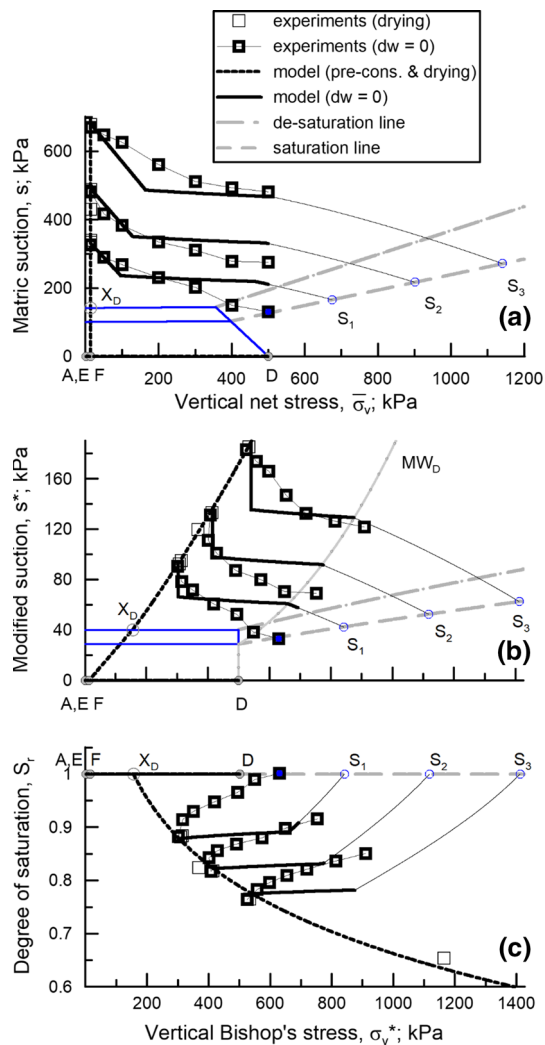 experiments (drying)
experiments (dw = 0)
model (pre-cons. & drying)
model (dw = 0)
de-saturation line
saturation line
Matric suction, s; kPa
600
400
200
0
X_D
S_1
S_2
S_3
(a)
A,E F
200
400
D
600
800
1000
1200
Vertical net stress, σ̅_v; kPa
Modified suction, s*; kPa
160
120
80
40
0
MW_D
X_D
S_1
S_2
S_3
(b)
A,E F
D
Degree of saturation, S_r
1
0.9
0.8
0.7
0.6
A,E F
X_D
D
S_1
S_2
S_3
(c)
200
400
600
800
1000
1200
1400
Vertical Bishop's stress, σ_v*; kPa